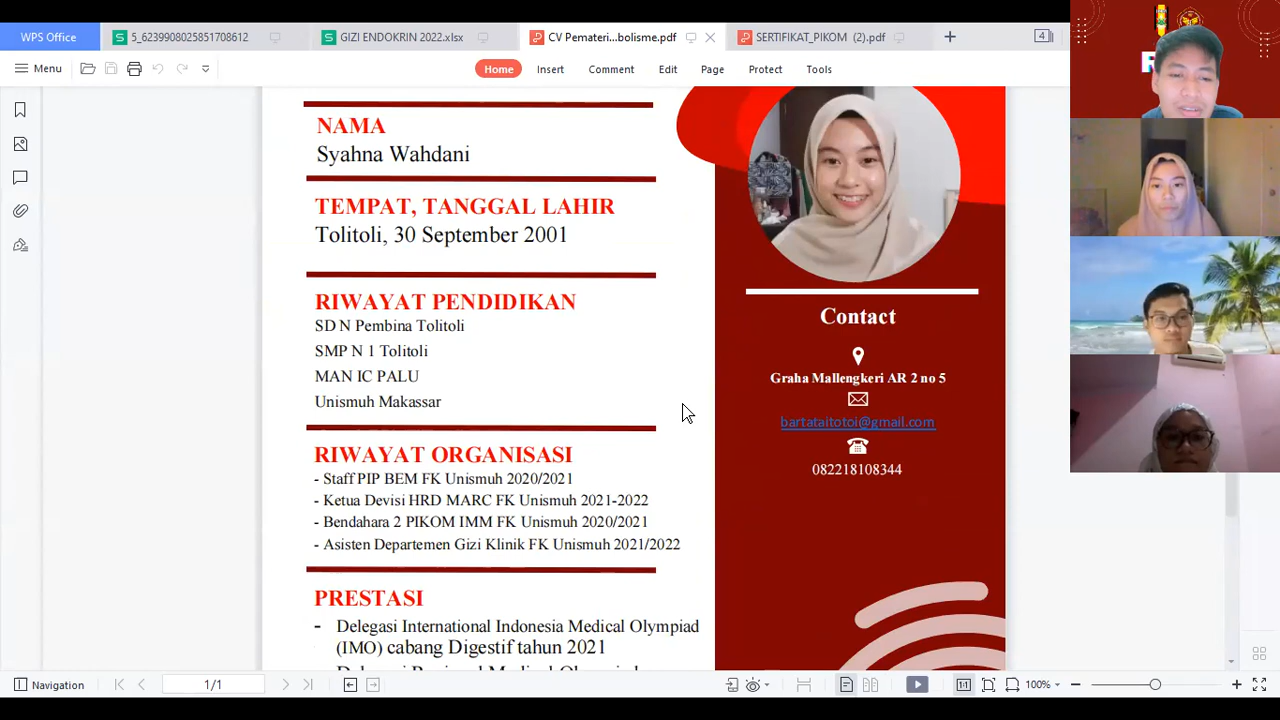 WPS Office
5_6239908025851708612
GIZI ENDOKRIN 2022.xlsx
CV Pemateri...bolisme.pdf
SERTIFIKAT_PIKOM (2).pdf
4
Menu
Home
Insert
Comment
Edit
Page
Protect
Tools
NAMA
Syahna Wahdani
TEMPAT, TANGGAL LAHIR
Tolitoli, 30 September 2001
RIWAYAT PENDIDIKAN
SD N Pembina Tolitoli
SMP N 1 Tolitoli
MAN IC PALU
Unismuh Makassar
RIWAYAT ORGANISASI
- Staff PIP BEM FK Unismuh 2020/2021
- Ketua Devisi HRD MARC FK Unismuh 2021-2022
- Bendahara 2 PIKOM IMM FK Unismuh 2020/2021
- Asisten Departemen Gizi Klinik FK Unismuh 2021/2022
PRESTASI
- Delegasi International Indonesia Medical Olympiad
(IMO) cabang Digestif tahun 2021
Contact
Graha Mallengkeri AR 2 no 5
bartataitotoi@gmail.com
082218108344
Navigation
1/1
1:1
100%